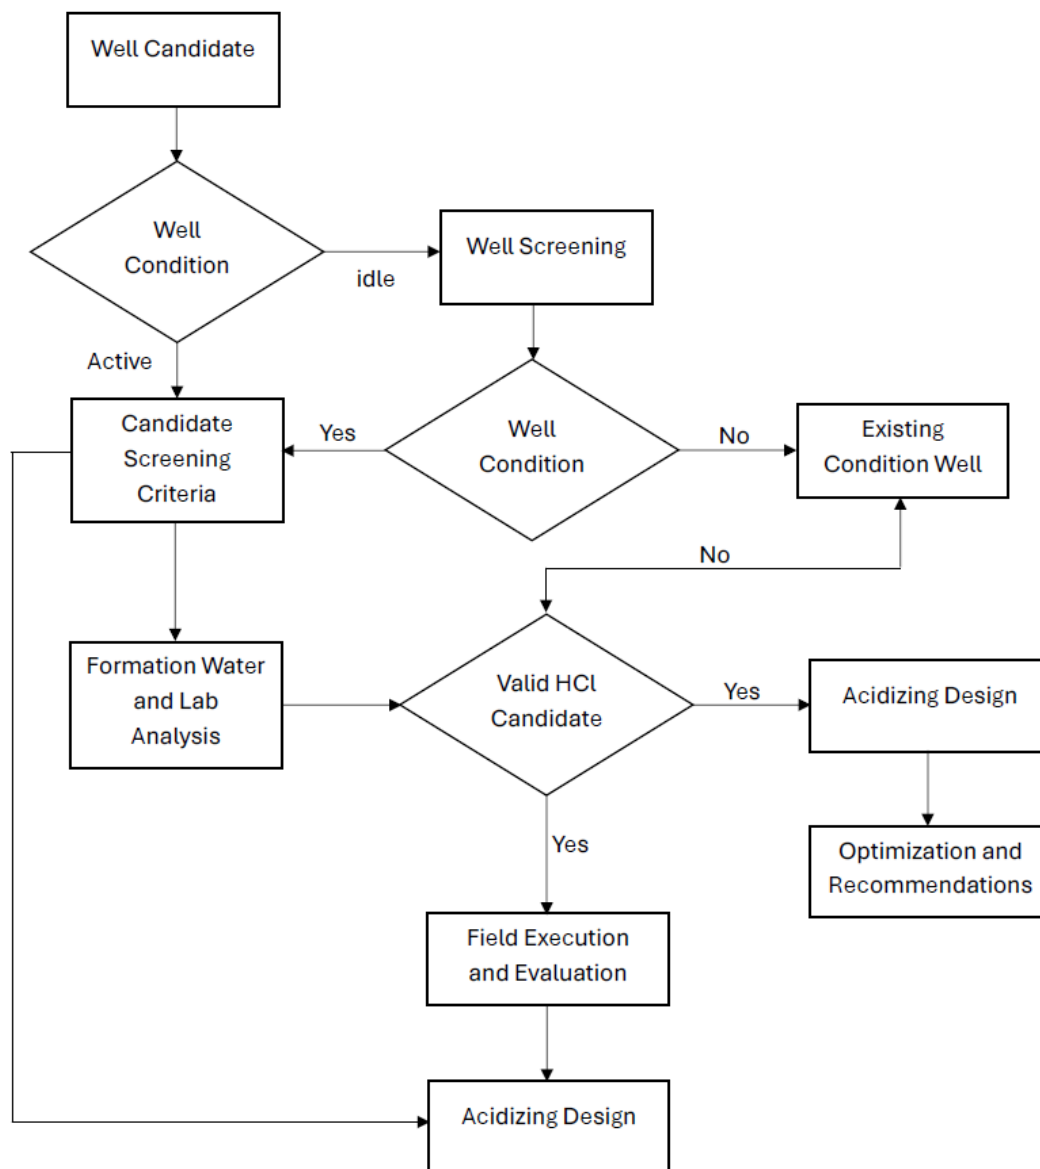 Well Candidate
Well
Condition
idle
Well Screening
Active
Candidate
Screening
Criteria
Yes
Well
Condition
No
Existing
Condition Well
No
Formation Water
and Lab
Analysis
Valid HCl
Candidate
Yes
Acidizing Design
Yes
Optimization and
Recommendations
Field Execution
and Evaluation
Acidizing Design